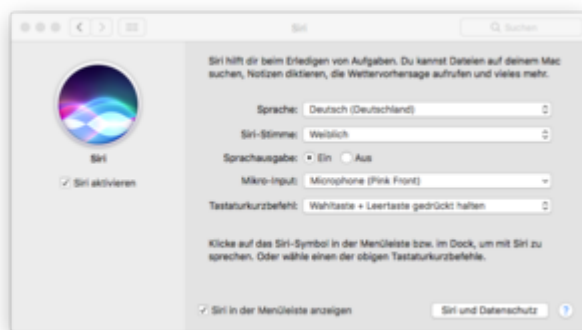 Siri
Suchen
Siri hilft dir beim Erledigen von Aufgaben. Du kannst Dateien auf deinem Mac
suchen, Notizen diktieren, die Wettervorhersage aufrufen und vieles mehr.
Siri
Siri aktivieren
Sprache: Deutsch (Deutschland)
Siri-Stimme: Weiblich
Sprachausgabe: Ein Aus
Mikro-Input: Microphone (Pink Front)
Tastaturkurzbefehl: Wahltaste + Leertaste gedrückt halten
Klicke auf das Siri-Symbol in der Menüleiste bzw. im Dock, um mit Siri zu
sprechen. Oder wähle einen der obigen Tastaturkurzbefehle.
Siri in der Menüleiste anzeigen
Siri und Datenschutz ?